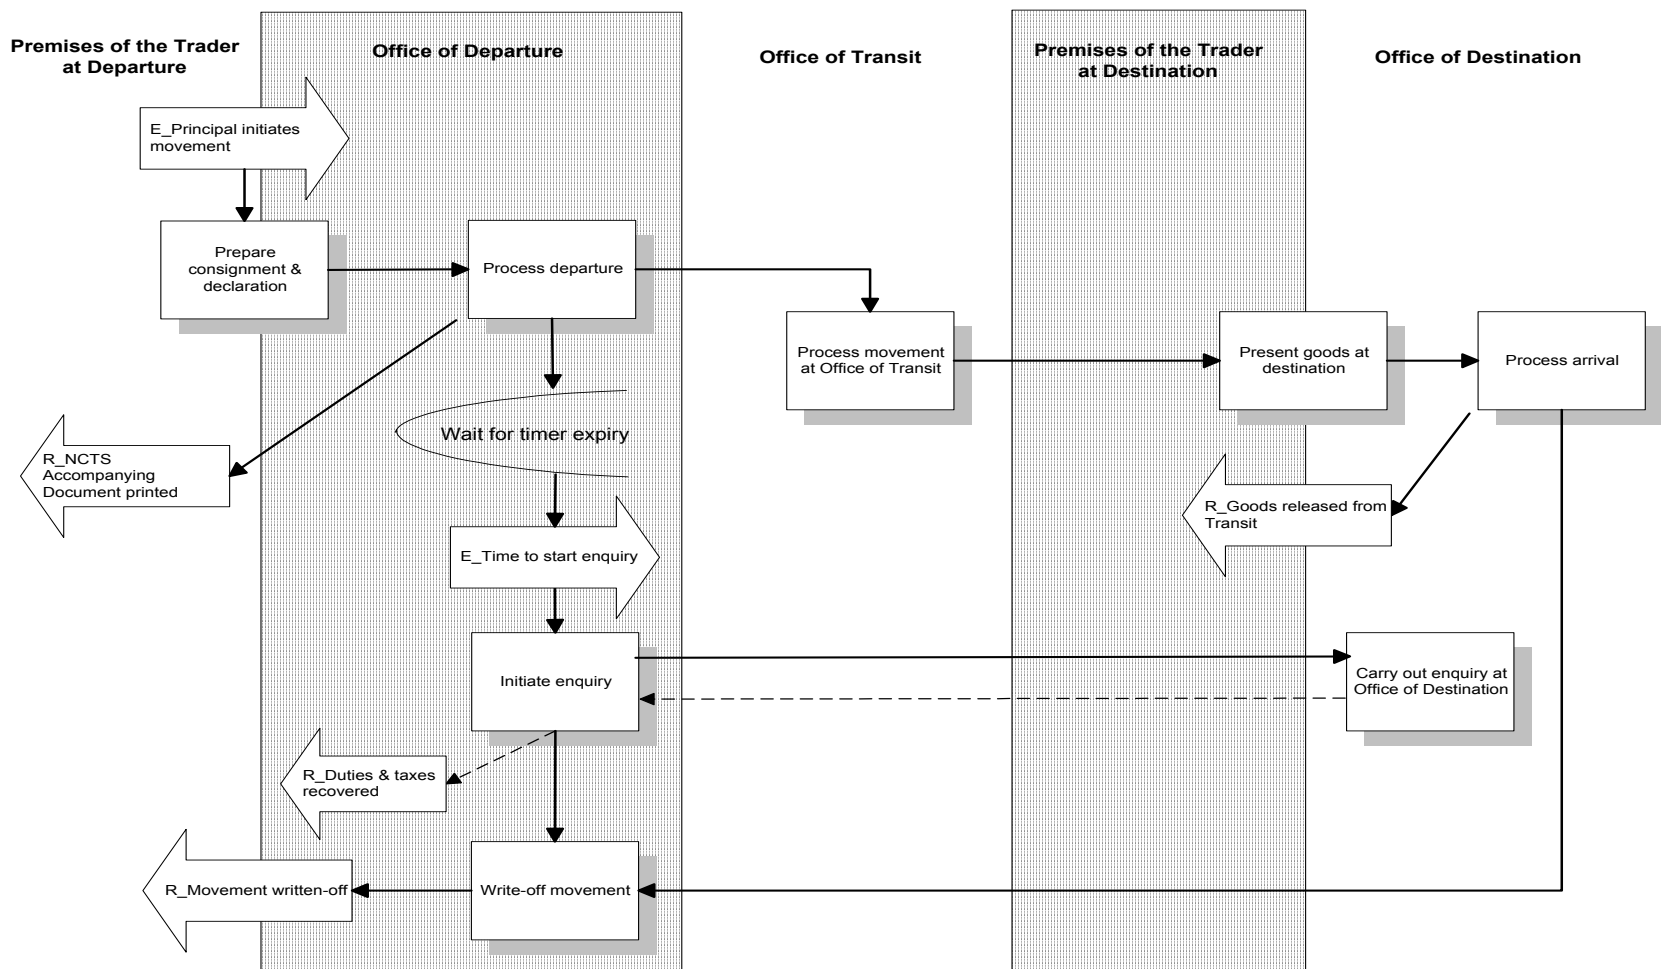 Premises of the Trader
at Departure
Office of Departure
Office of Transit
Premises of the Trader
at Destination
Office of Destination
E_Principal initiates
movement
Prepare
consignment &
declaration
Process departure
Process movement
at Office of Transit
Present goods at
destination
Process arrival
Wait for timer expiry
R_NCTS
Accompanying
Document printed
R_Goods released from
Transit
E_Time to start enquiry
Initiate enquiry
Carry out enquiry at
Office of Destination
R_Duties & taxes
recovered
R_Movement written-off
Write-off movement